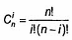 C_n^i = n! / i!(n – i)!